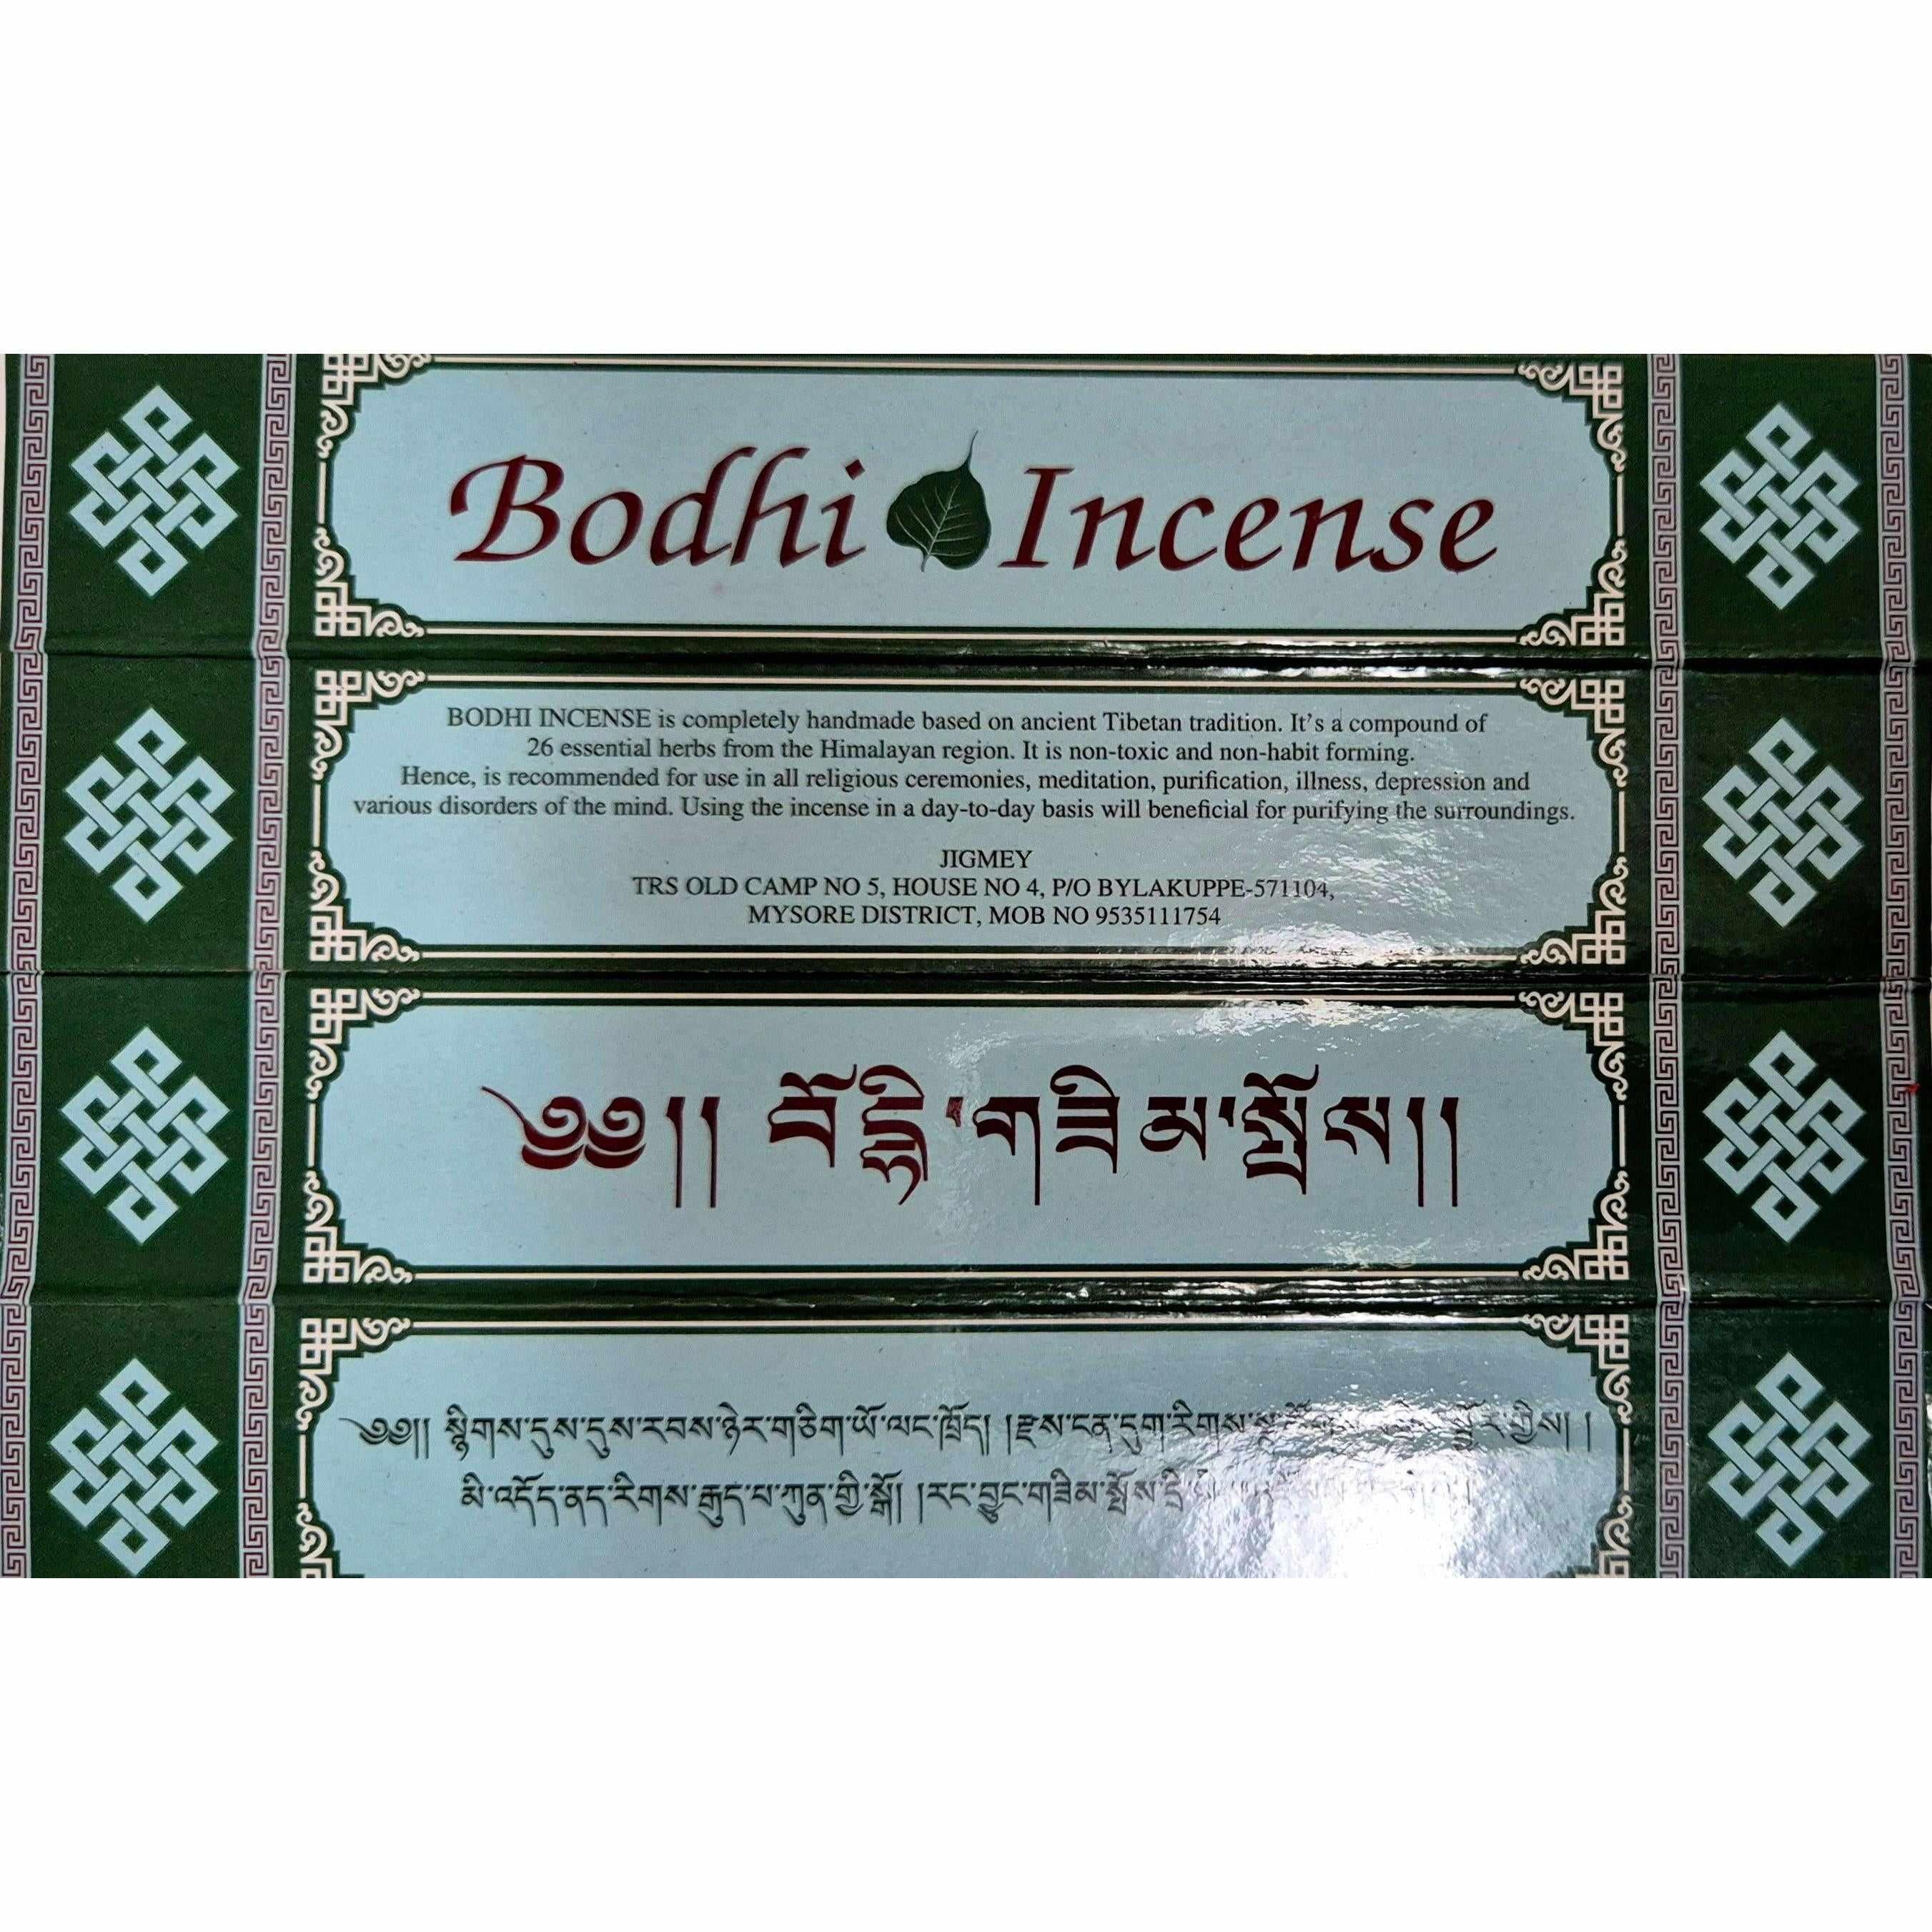 Bodhi Incense
BODHI INCENSE is completely handmade based on ancient Tibetan tradition. It's a compound of
26 essential herbs from the Himalayan region. It is non-toxic and non-habit forming.
Hence, is recommended for use in all religious ceremonies, meditation, purification, illness, depression and
various disorders of the mind. Using the incense in a day-to-day basis will beneficial for purifying the surroundings.
JIGMEY
TRS OLD CAMP NO 5, HOUSE NO 4, P/O BYLAKUPPE-571104,
MYSORE DISTRICT, MOB NO 9535111754
༄༅།། བོདྷི་གཟིམ་སྤོས།།
༄༅།། སྙིགས་དུས་དུས་རབས་ཉེར་གཅིག་ཡོ་ལང་ཁྲོད། །རྫས་ངན་དུག་རིགས་སྣ་སྦྱོར་གྱིས། །
མི་འདོད་ནད་རིགས་རྒུད་པ་ཀུན་གྱི་སྒོ། །རང་བྱུང་གཟིམ་སྤོས་དྲི་